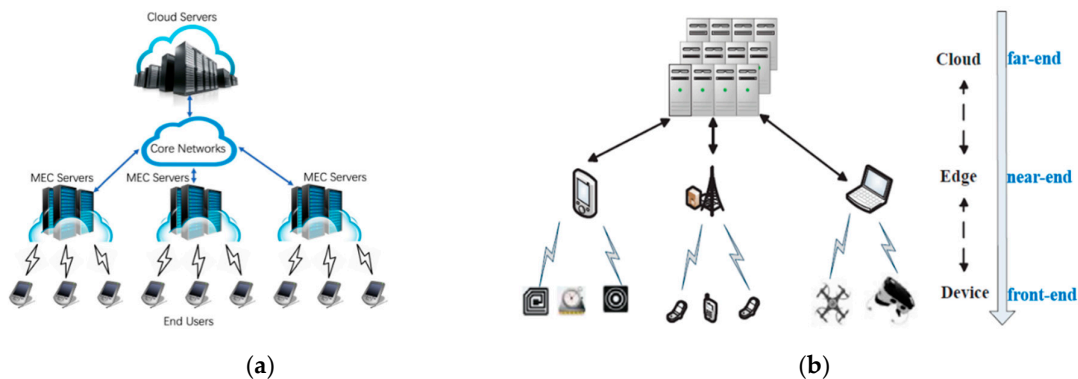 Cloud Servers
Core Networks
MEC Servers
MEC Servers
MEC Servers
End Users
(a)
Cloud
far-end
Edge
near-end
Device
front-end
(b)